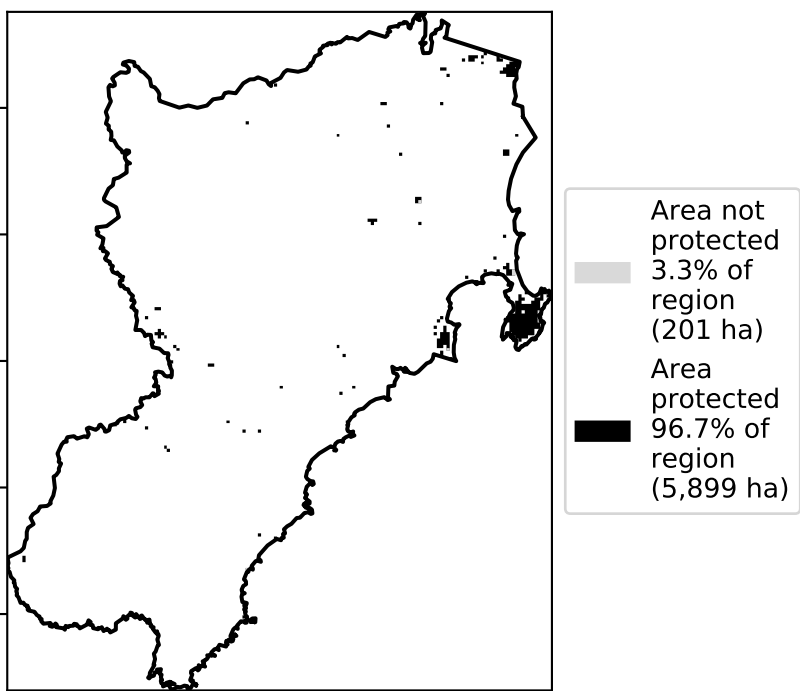 Area not
protected
3.3% of
region
(201 ha)
Area
protected
96.7% of
region
(5,899 ha)